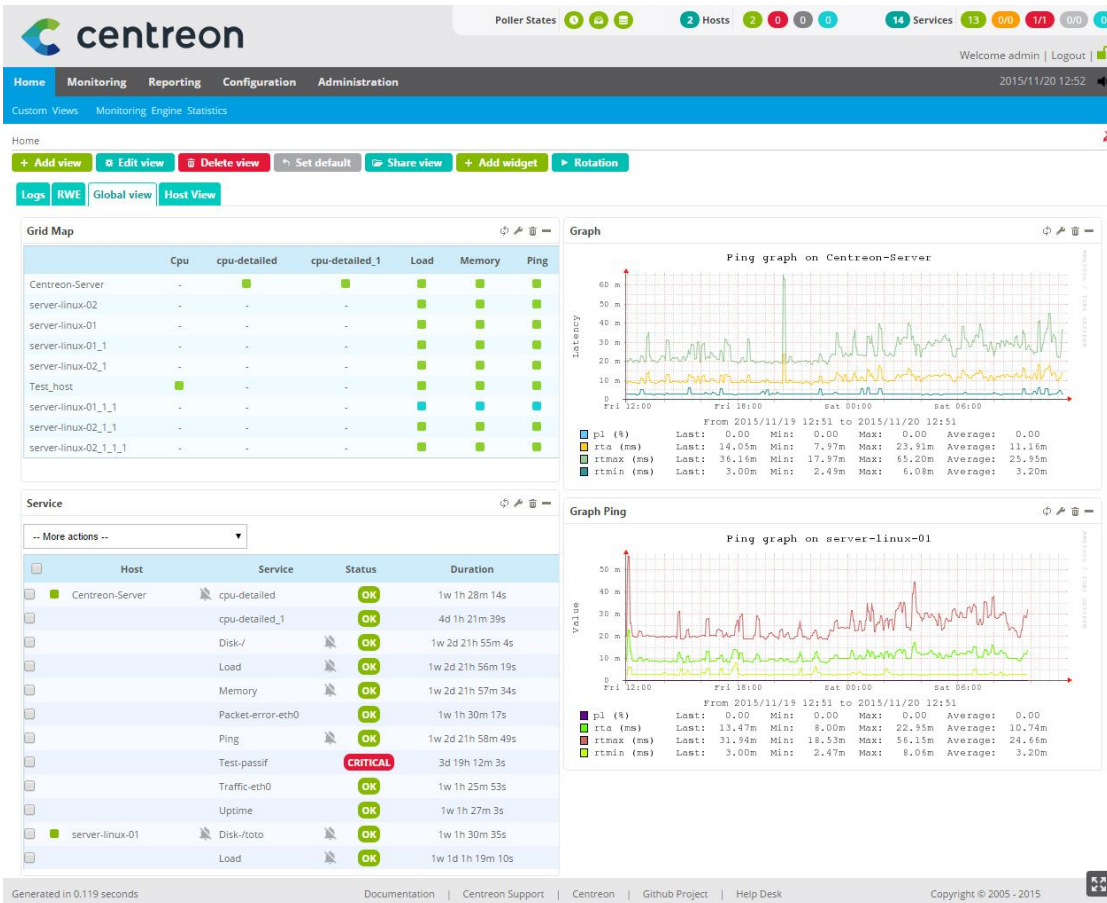 centreon
Poller States 2 Hosts 2 0 0 0 14 Services 13 0/0 1/1 0/0 0
Welcome admin | Logout |
Home Monitoring Reporting Configuration Administration 2015/11/20 12:52
Custom Views Monitoring Engine Statistics
Home
+ Add view Edit view Delete view Set default Share view + Add widget Rotation
Logs RWE Global view Host View
Grid Map
Cpu cpu-detailed cpu-detailed_1 Load Memory Ping
Centreon-Server -
server-linux-02 - - -
server-linux-01 - - -
server-linux-01_1 - - -
server-linux-02_1 - - -
Test_host - -
server-linux-01_1_1 - - -
server-linux-02_1_1 - - -
server-linux-02_1_1_1 - - -
Graph
Ping graph on Centreon-Server
Latency
60 m
50 m
40 m
30 m
20 m
10 m
0
Fri 12:00 Fri 18:00 Sat 00:00 Sat 06:00
From 2015/11/19 12:51 to 2015/11/20 12:51
pl (%) Last: 0.00 Min: 0.00 Max: 0.00 Average: 0.00
rta (ms) Last: 14.05m Min: 7.97m Max: 23.91m Average: 11.16m
rtmax (ms) Last: 36.16m Min: 17.97m Max: 65.20m Average: 25.95m
rtmin (ms) Last: 3.00m Min: 2.49m Max: 6.08m Average: 3.20m
Service
-- More actions --
Host Service Status Duration
Centreon-Server cpu-detailed OK 1w 1h 28m 14s
cpu-detailed_1 OK 4d 1h 21m 39s
Disk-/ OK 1w 2d 21h 55m 4s
Load OK 1w 2d 21h 56m 19s
Memory OK 1w 2d 21h 57m 34s
Packet-error-eth0 OK 1w 1h 30m 17s
Ping OK 1w 2d 21h 58m 49s
Test-passif CRITICAL 3d 19h 12m 3s
Traffic-eth0 OK 1w 1h 25m 53s
Uptime OK 1w 1h 27m 3s
server-linux-01 Disk-/toto OK 1w 1h 30m 35s
Load OK 1w 1d 1h 19m 10s
Graph Ping
Ping graph on server-linux-01
Value
50 m
40 m
30 m
20 m
10 m
0
Fri 12:00 Fri 18:00 Sat 00:00 Sat 06:00
From 2015/11/19 12:51 to 2015/11/20 12:51
pl (%) Last: 0.00 Min: 0.00 Max: 0.00 Average: 0.00
rta (ms) Last: 13.47m Min: 8.00m Max: 22.95m Average: 10.74m
rtmax (ms) Last: 31.94m Min: 18.53m Max: 56.15m Average: 24.66m
rtmin (ms) Last: 3.00m Min: 2.47m Max: 8.06m Average: 3.20m
Generated in 0.119 seconds Documentation | Centreon Support | Centreon | Github Project | Help Desk Copyright © 2005 - 2015